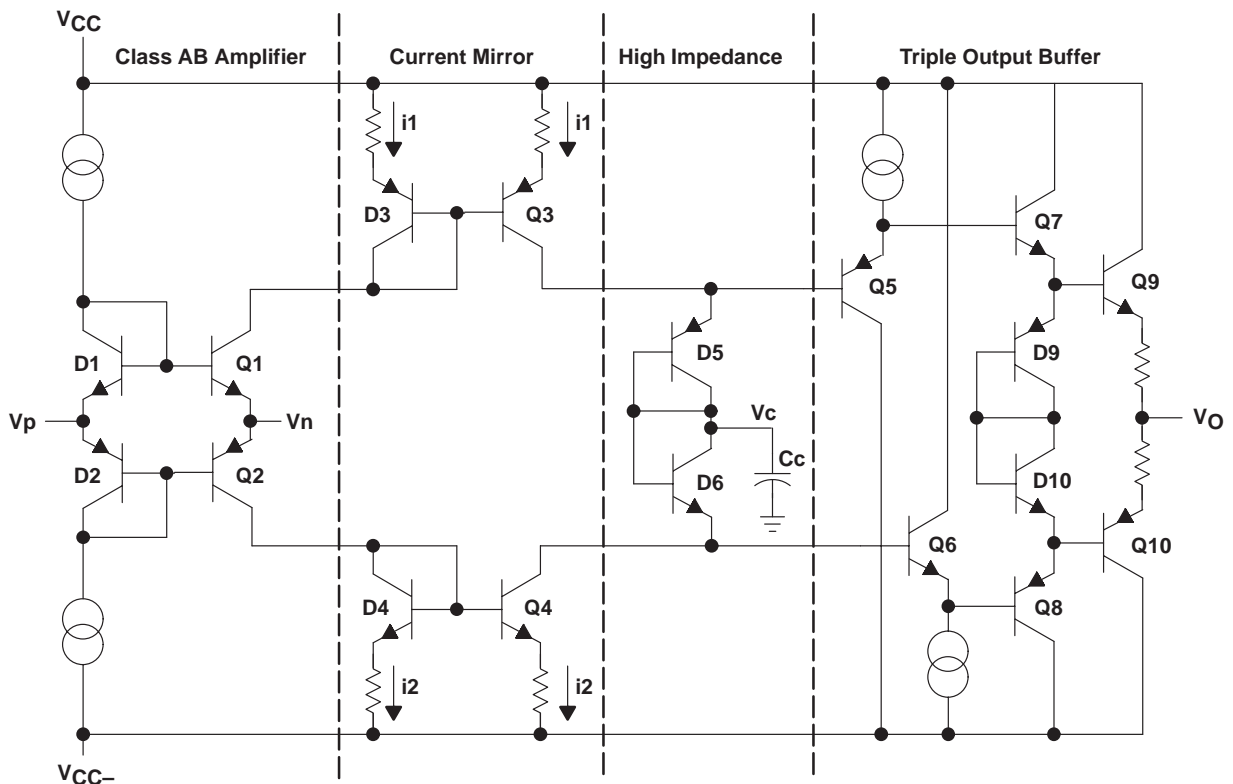 VCC
Class AB Amplifier
Current Mirror
High Impedance
Triple Output Buffer
i1
i1
D3
Q3
Q7
Q5
Q9
D1
Q1
D5
D9
Vp
Vn
Vc
VO
D2
Q2
Cc
D6
D10
Q6
Q10
D4
Q4
Q8
i2
i2
VCC–